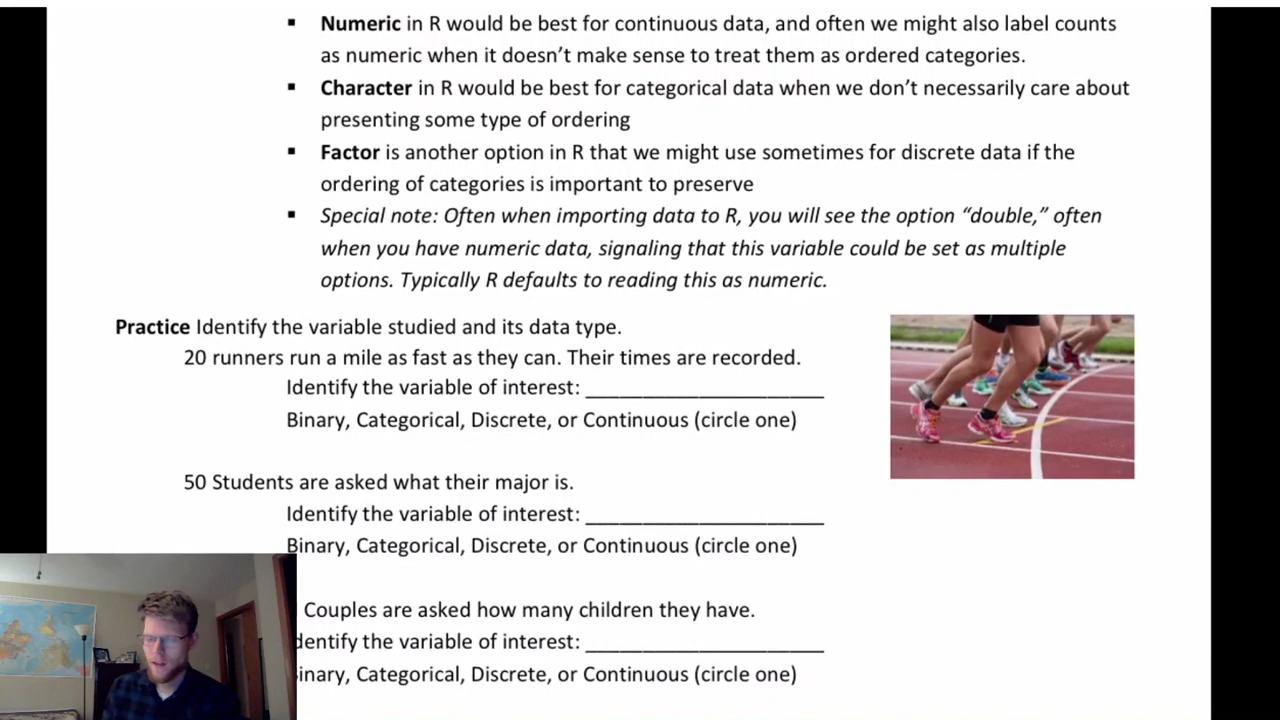 ▪ Numeric in R would be best for continuous data, and often we might also label counts
as numeric when it doesn’t make sense to treat them as ordered categories.
▪ Character in R would be best for categorical data when we don’t necessarily care about
presenting some type of ordering
▪ Factor is another option in R that we might use sometimes for discrete data if the
ordering of categories is important to preserve
▪ Special note: Often when importing data to R, you will see the option “double,” often
when you have numeric data, signaling that this variable could be set as multiple
options. Typically R defaults to reading this as numeric.
Practice Identify the variable studied and its data type.
20 runners run a mile as fast as they can. Their times are recorded.
Identify the variable of interest: ____________________
Binary, Categorical, Discrete, or Continuous (circle one)
50 Students are asked what their major is.
Identify the variable of interest: ____________________
Binary, Categorical, Discrete, or Continuous (circle one)
Couples are asked how many children they have.
dentify the variable of interest: ____________________
inary, Categorical, Discrete, or Continuous (circle one)